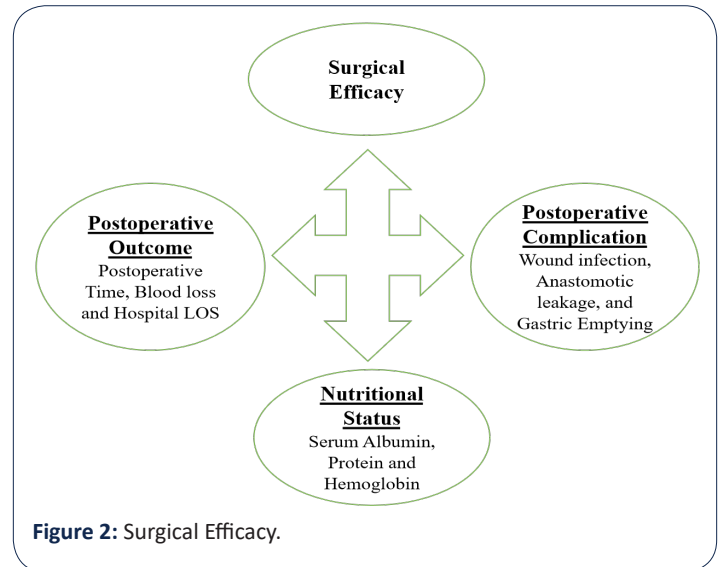 Surgical
Efficacy
Postoperative
Outcome
Postoperative
Time, Blood loss
and Hospital LOS
Postoperative
Complication
Wound infection,
Anastomotic
leakage, and
Gastric Emptying
Nutritional
Status
Serum Albumin,
Protein and
Hemoglobin
Figure 2: Surgical Efficacy.